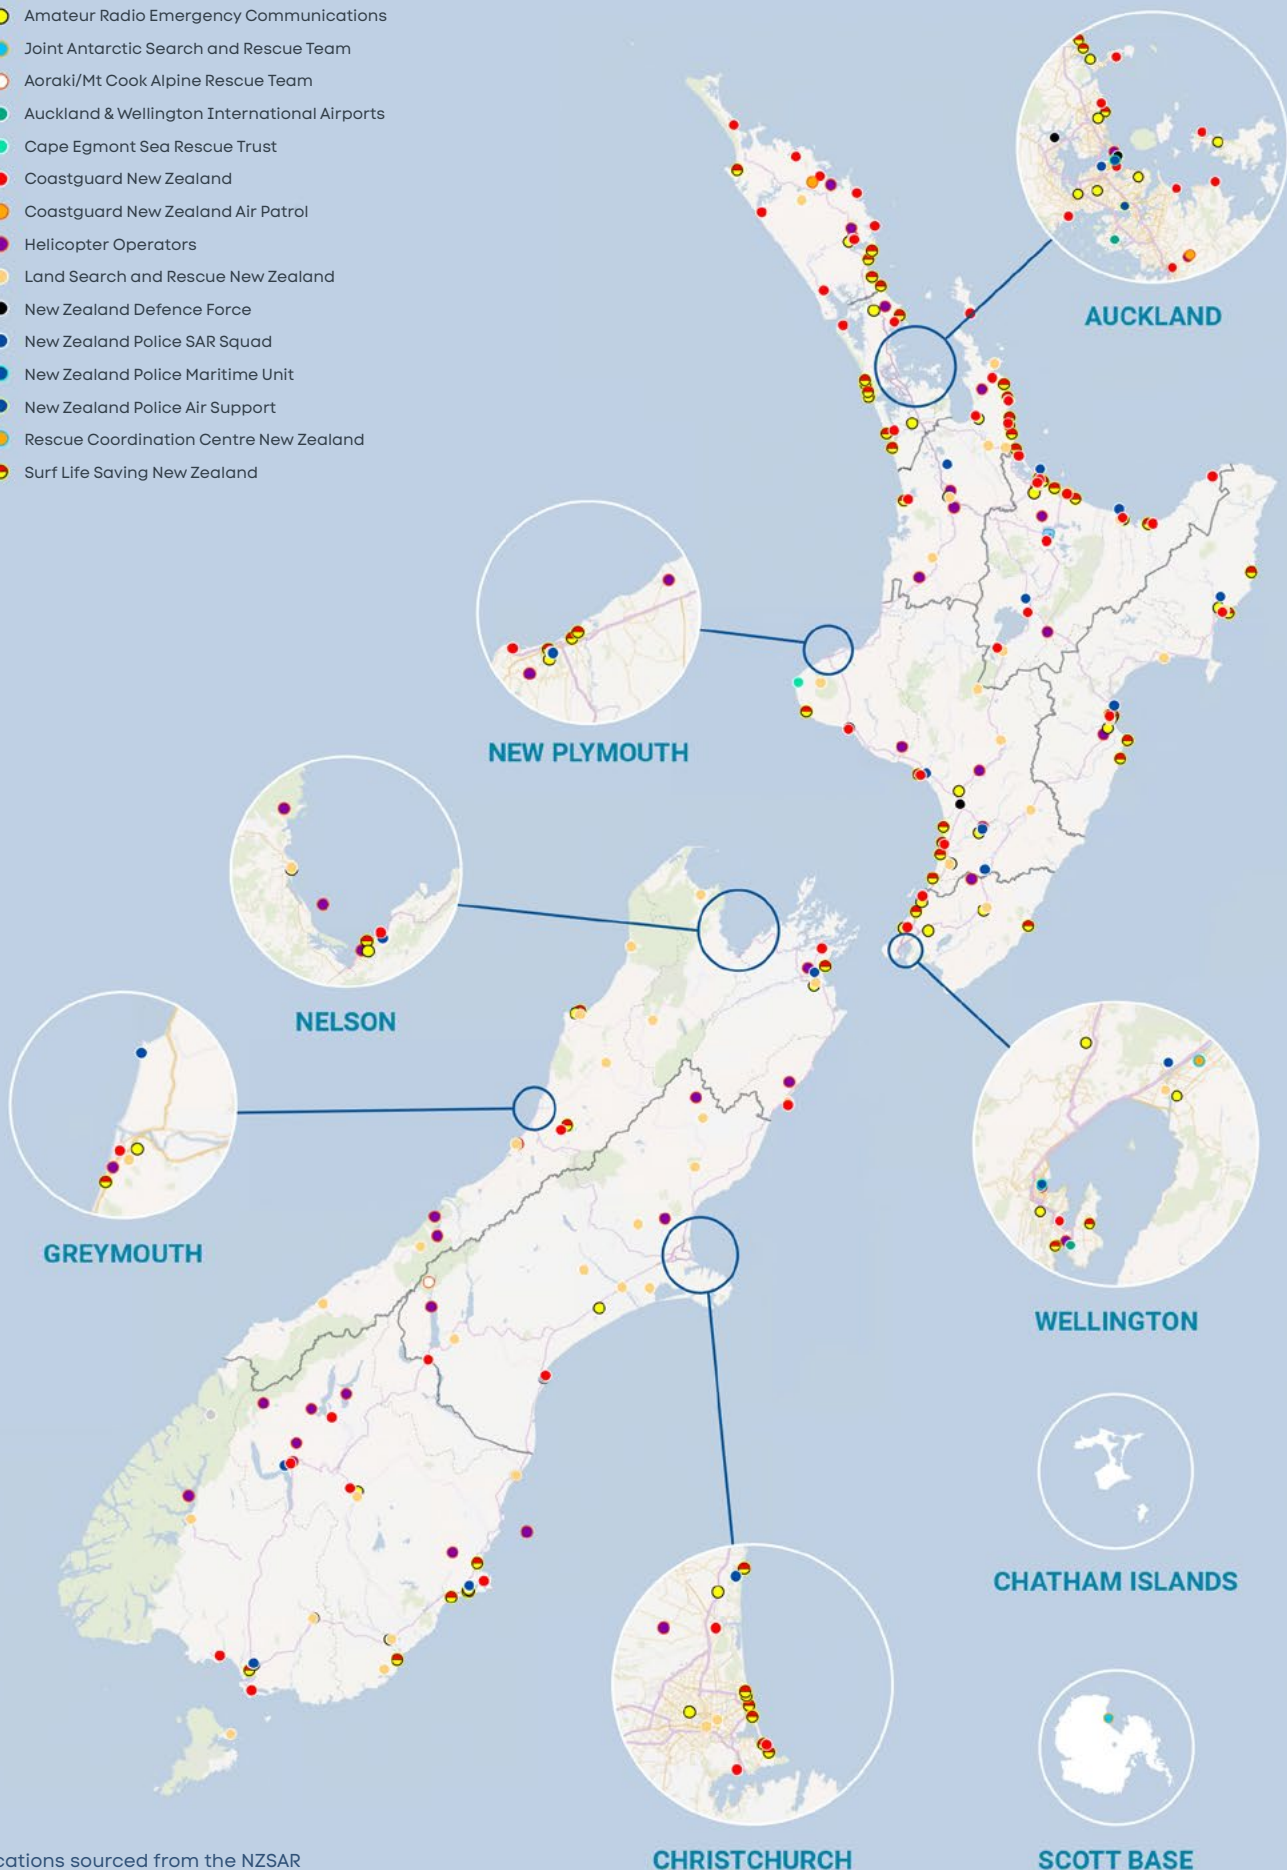 Amateur Radio Emergency Communications
Joint Antarctic Search and Rescue Team
Aoraki/Mt Cook Alpine Rescue Team
Auckland & Wellington International Airports
Cape Egmont Sea Rescue Trust
Coastguard New Zealand
Coastguard New Zealand Air Patrol
Helicopter Operators
Land Search and Rescue New Zealand
New Zealand Defence Force
New Zealand Police SAR Squad
New Zealand Police Maritime Unit
New Zealand Police Air Support
Rescue Coordination Centre New Zealand
Surf Life Saving New Zealand
AUCKLAND
NEW PLYMOUTH
NELSON
GREYMOUTH
WELLINGTON
CHATHAM ISLANDS
CHRISTCHURCH
SCOTT BASE
cations sourced from the NZSAR